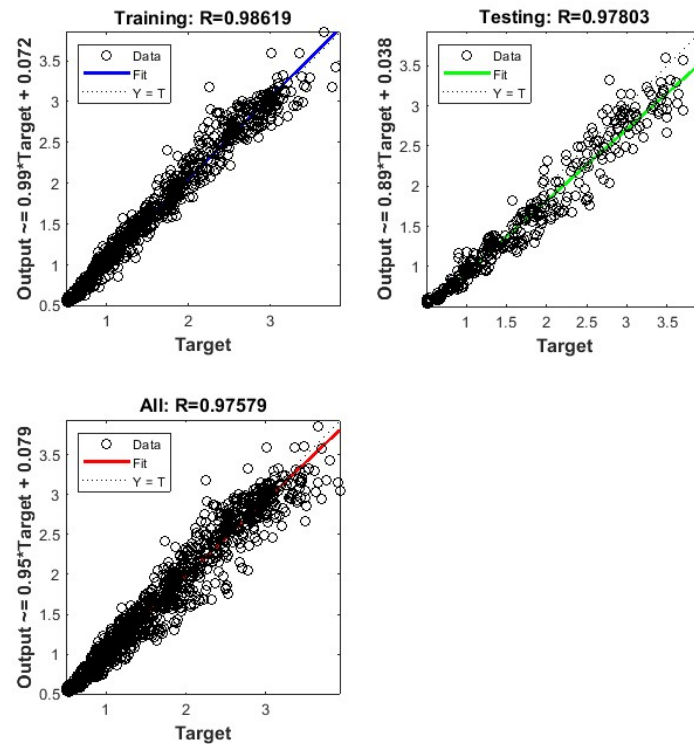 Training: R=0.98619
Output ~= 0.99*Target + 0.072
Data
Fit
Y = T
3.5
3
2.5
2
1.5
1
0.5
1
2
3
Target
Testing: R=0.97803
Output ~= 0.89*Target + 0.038
Data
Fit
Y = T
3.5
3
2.5
2
1.5
1
1
1.5
2
2.5
3
3.5
Target
All: R=0.97579
Output ~= 0.95*Target + 0.079
Data
Fit
Y = T
3.5
3
2.5
2
1.5
1
0.5
1
2
3
Target